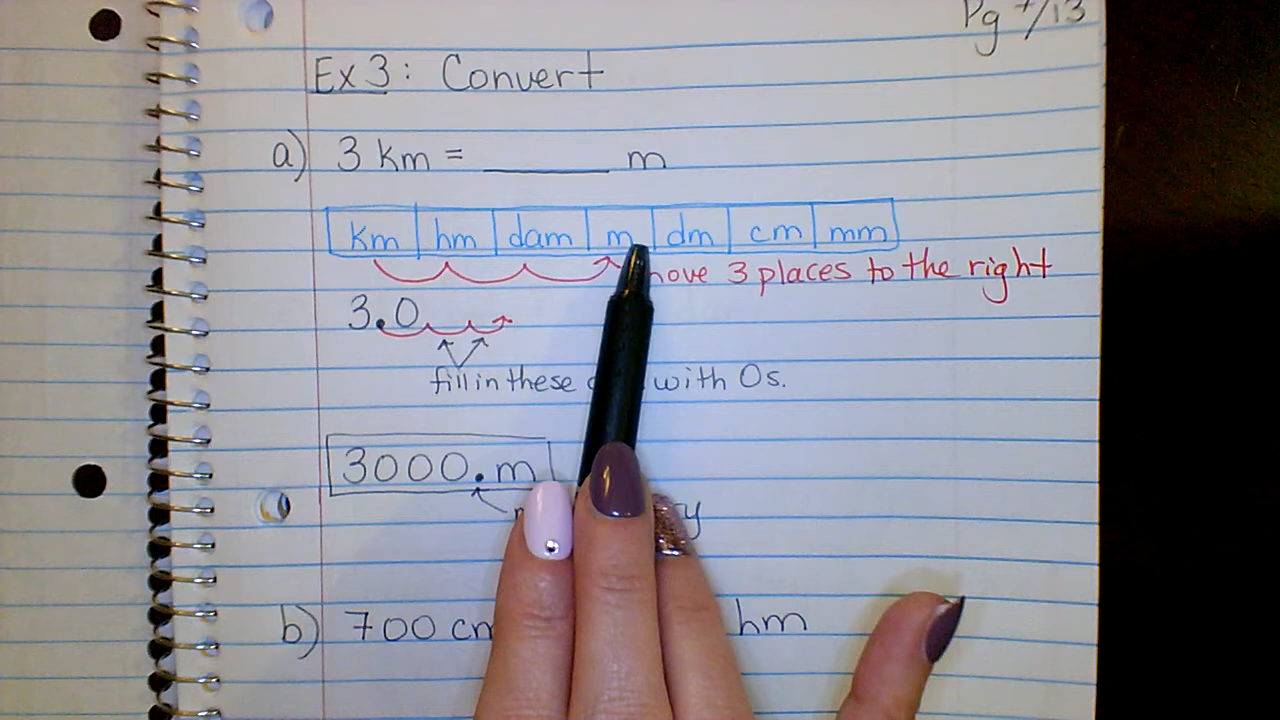 Pg 7/13
Ex 3: Convert
a) 3 km = ______ m
km hm dam m dm cm mm
move 3 places to the right
3.0
fill in these with 0s.
3000.m
b) 700 cm hm